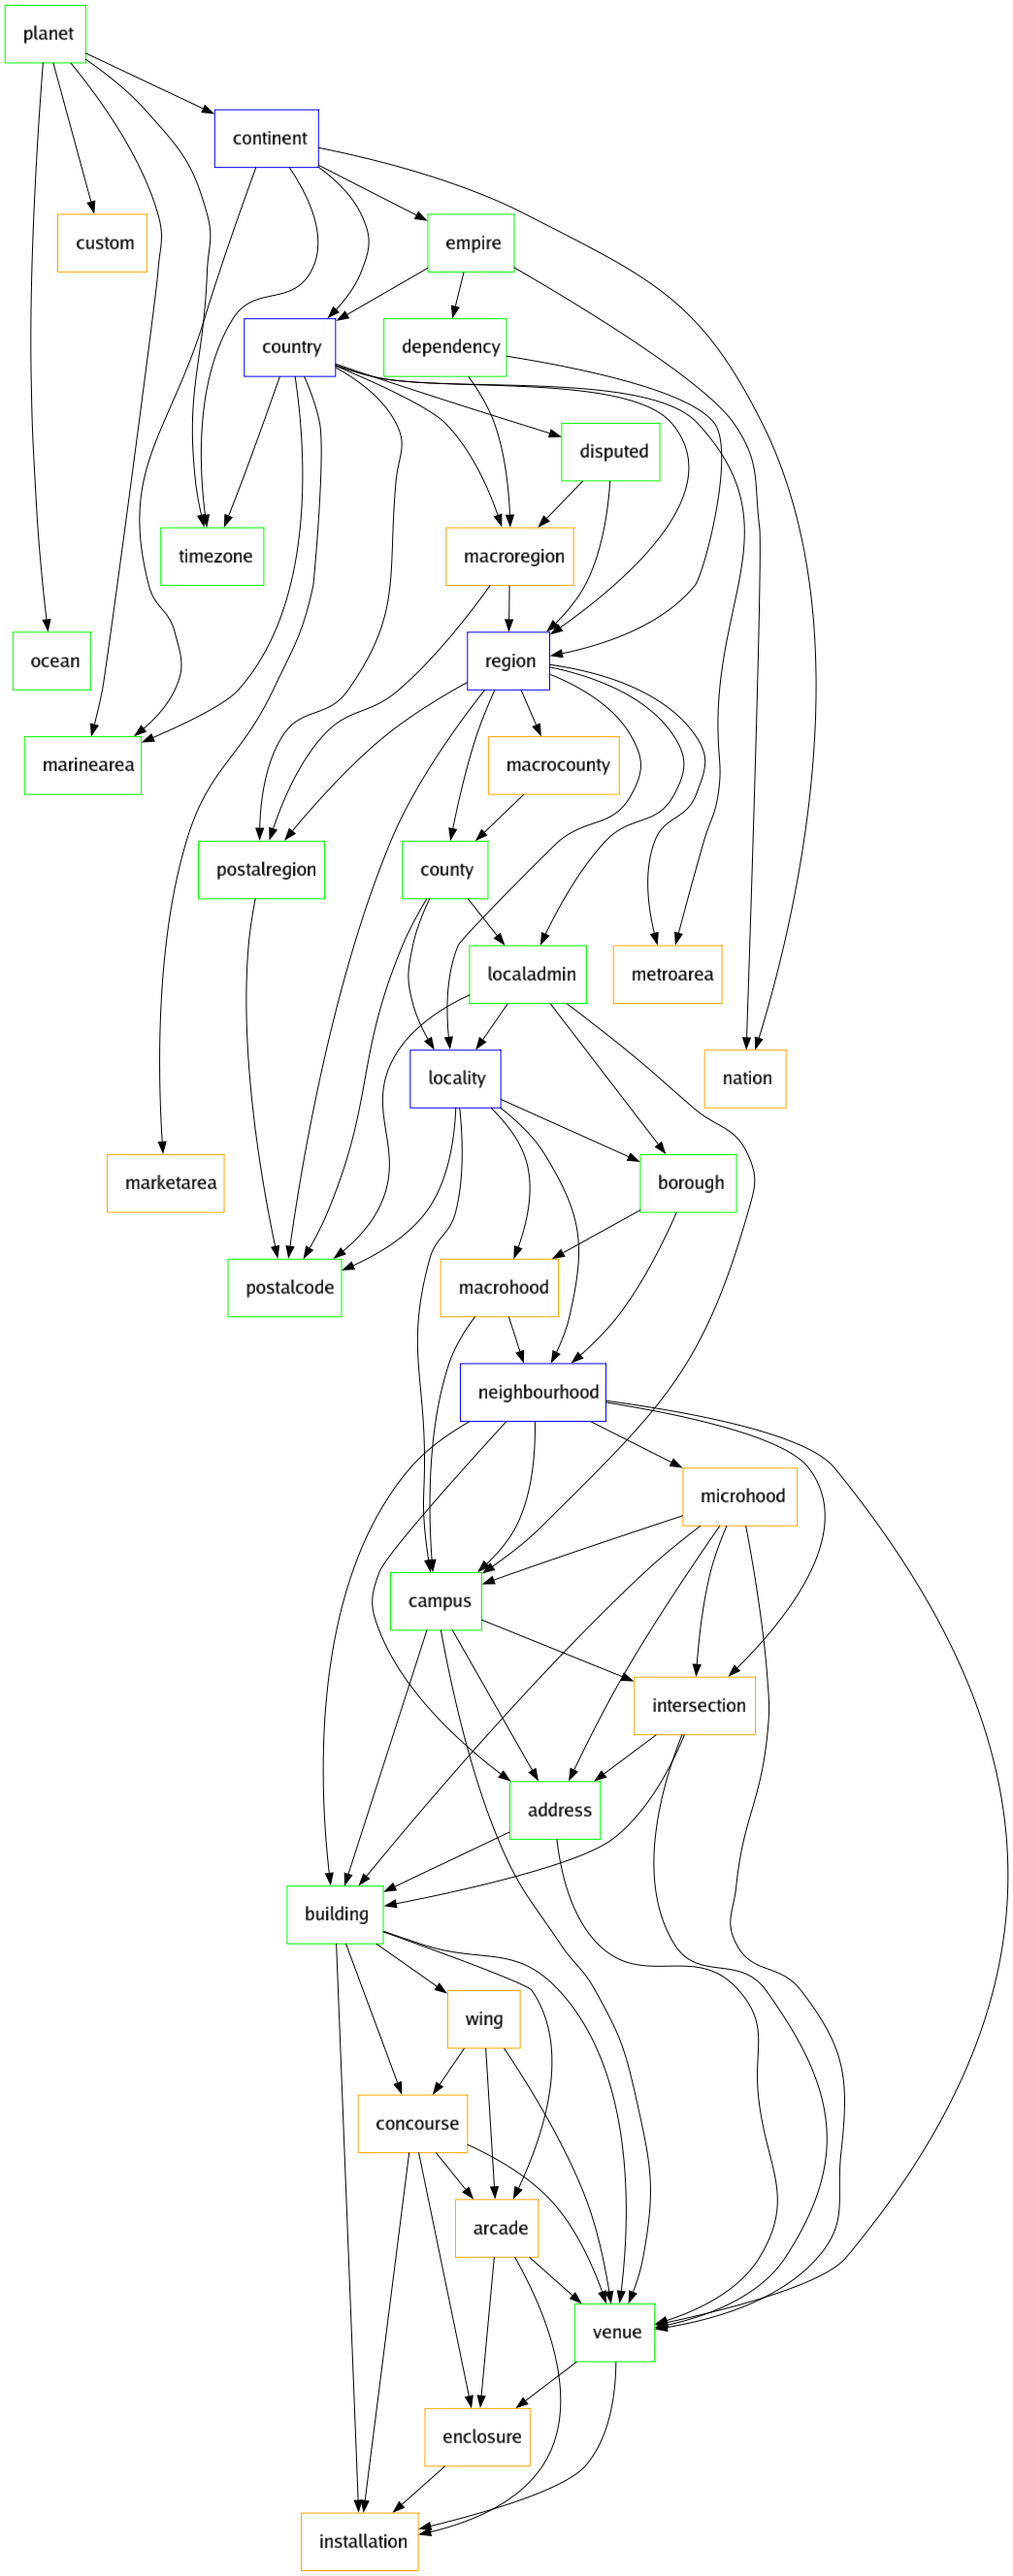 planet
continent
custom
empire
country
dependency
disputed
timezone
macroregion
ocean
region
marinearea
macrocounty
postalregion
county
localadmin
metroarea
locality
nation
marketarea
borough
postalcode
macrohood
neighbourhood
microhood
campus
intersection
address
building
wing
concourse
arcade
venue
enclosure
installation